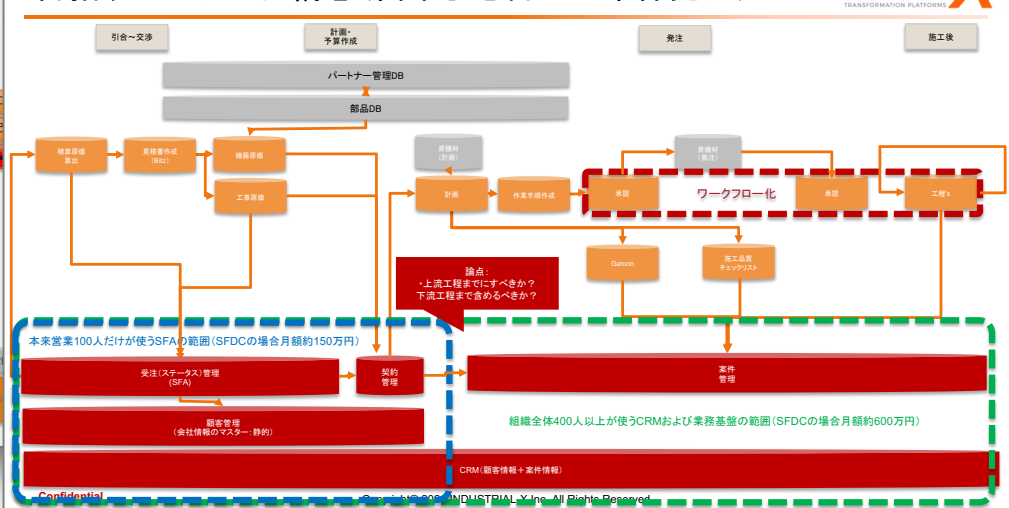 TRANSFORMATION PLATFORMS
引合～交渉
計画・
予算作成
発注
施工後
パートナー管理DB
部品DB
積算原価
算出
見積書作成
(Bitz)
機器原価
資機材
(計画)
資機材
(発注)
工事原価
計画
作業手順作成
承認
ワークフロー化
承認
工程's
Garoon
施工品質
チェックリスト
論点：
・上流工程までにすべきか？
下流工程まで含めるべきか？
本来営業100人だけが使うSFAの範囲(SFDCの場合月額約150万円)
受注(ステータス)管理
(SFA)
契約
管理
案件
管理
顧客管理
(会社情報のマスター：静的)
組織全体400人以上が使うCRMおよび業務基盤の範囲(SFDCの場合月額約600万円)
CRM(顧客情報＋案件情報)
Confidential
INDUSTRIAL-X Inc. All Rights Reserved